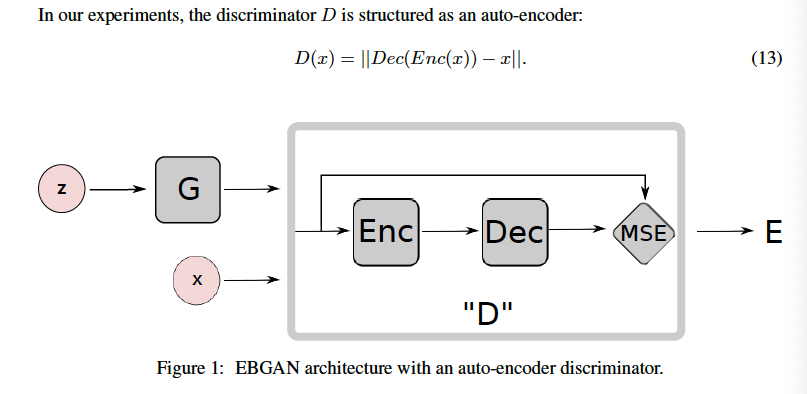 In our experiments, the discriminator D is structured as an auto-encoder:
D(x) = ||Dec(Enc(x)) − x||. (13)
z
G
Enc
Dec
MSE
E
x
"D"
Figure 1: EBGAN architecture with an auto-encoder discriminator.